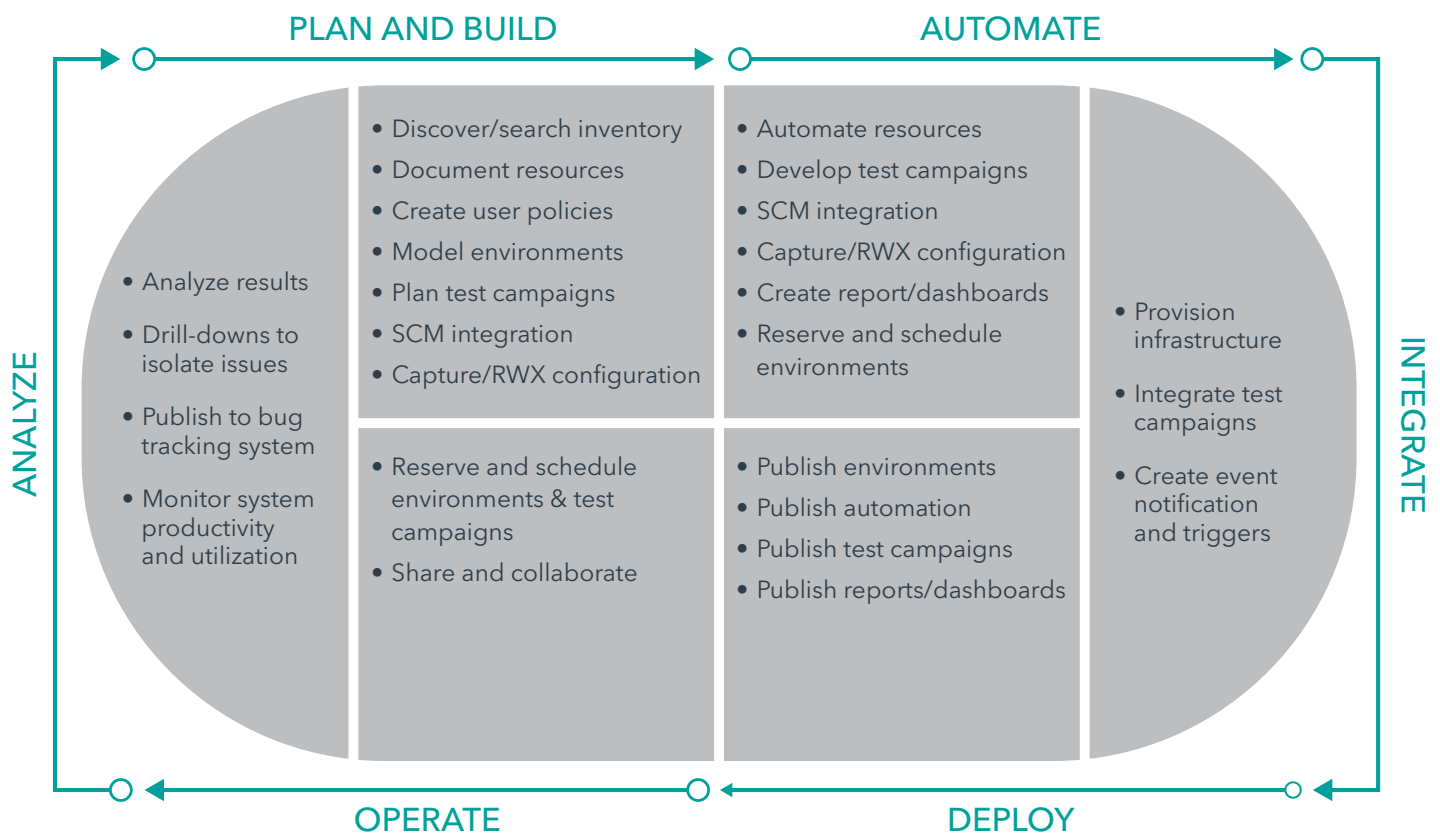 PLAN AND BUILD
AUTOMATE
• Discover/search inventory
• Document resources
• Create user policies
• Model environments
• Plan test campaigns
• SCM integration
• Capture/RWX configuration
• Automate resources
• Develop test campaigns
• SCM integration
• Capture/RWX configuration
• Create report/dashboards
• Reserve and schedule
environments
• Provision
infrastructure
• Integrate test
campaigns
• Create event
notification
and triggers
INTEGRATE
• Publish environments
• Publish automation
• Publish test campaigns
• Publish reports/dashboards
DEPLOY
• Reserve and schedule
environments & test
campaigns
• Share and collaborate
OPERATE
• Analyze results
• Drill-downs to
isolate issues
• Publish to bug
tracking system
• Monitor system
productivity
and utilization
ANALYZE